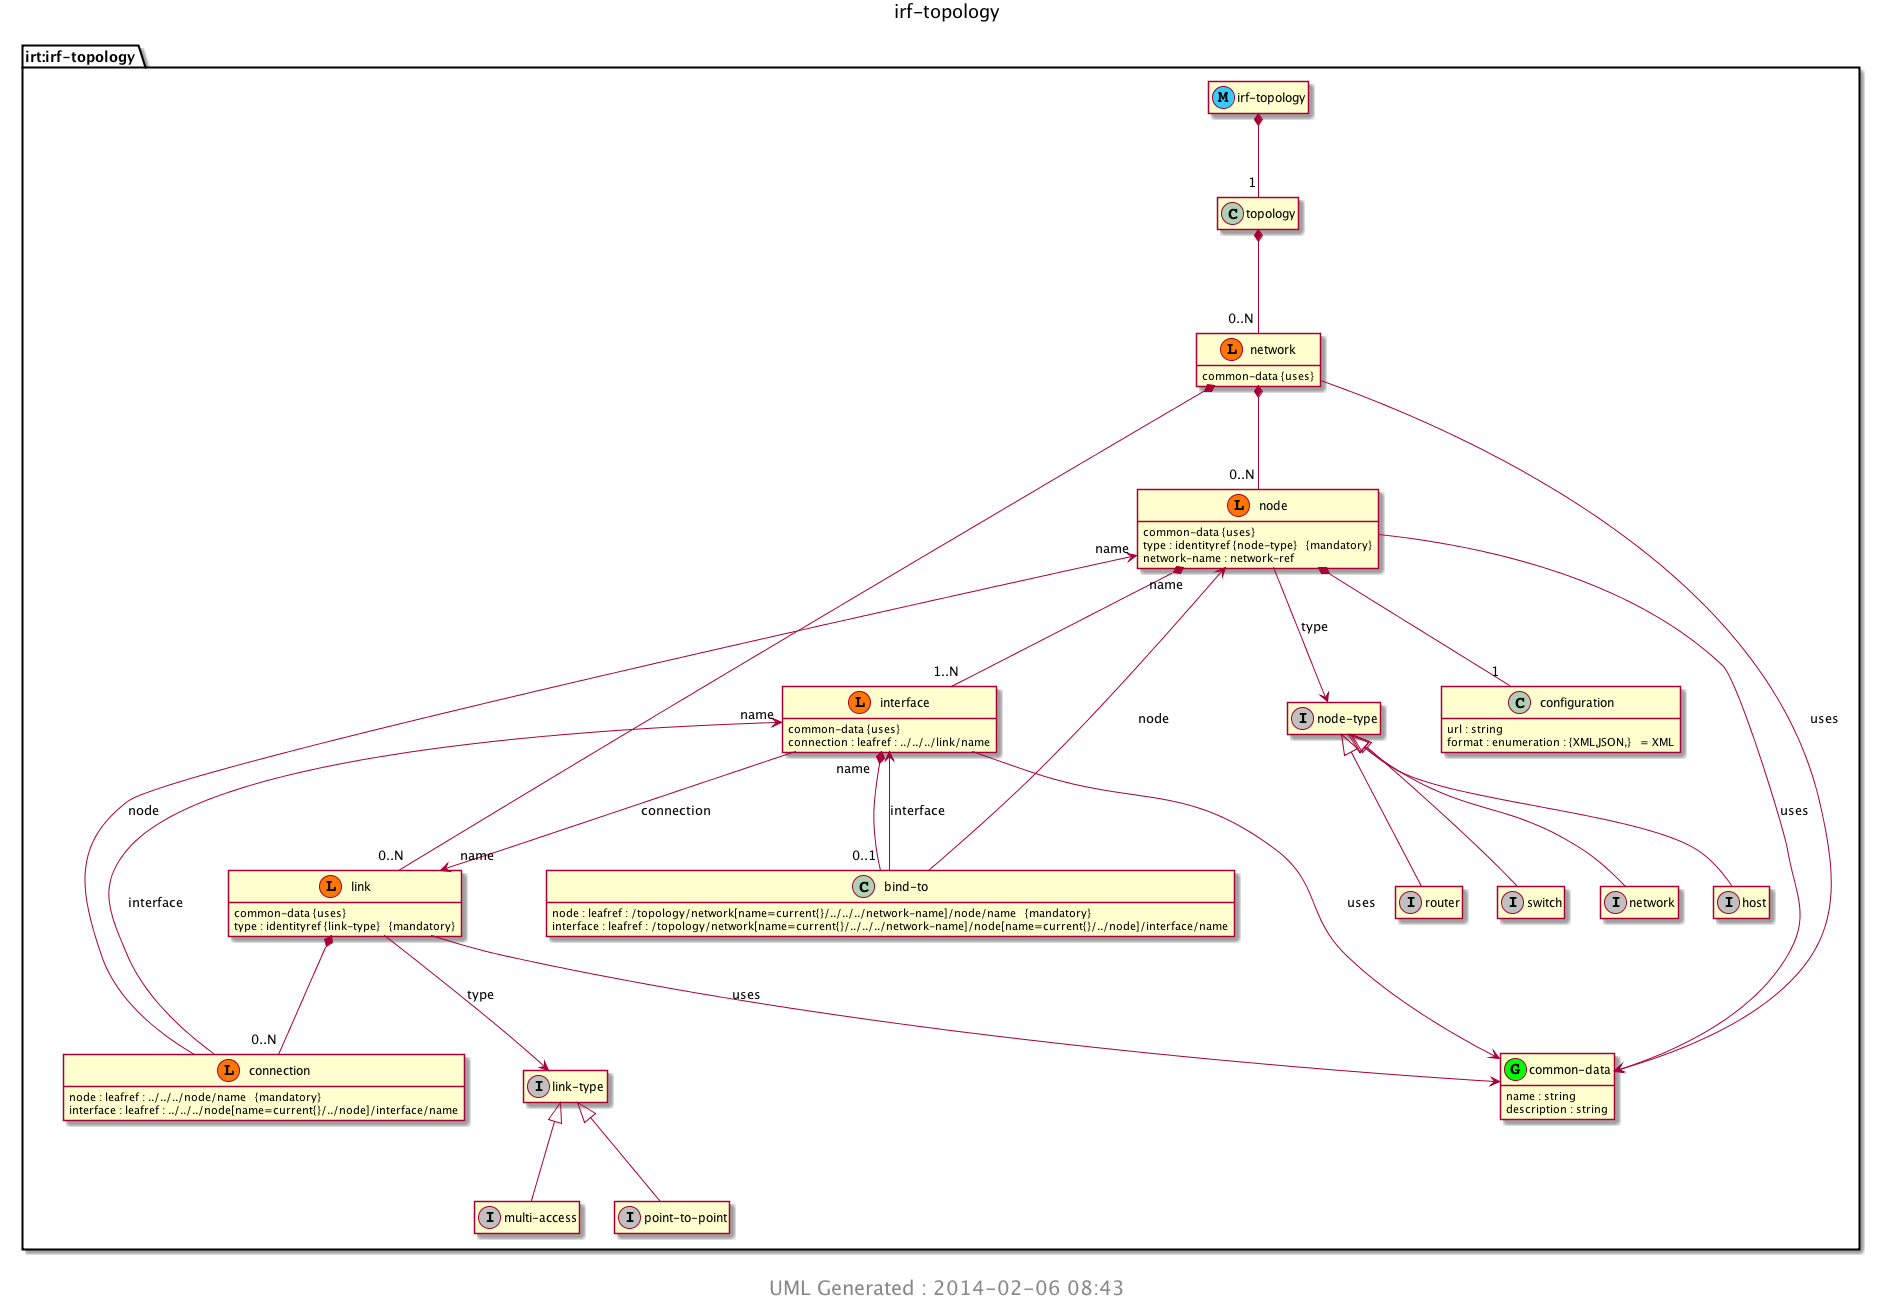 irf-topology
irt:irf-topology
M irf-topology
1
C topology
0..N
L network
common-data {uses}
0..N
L node
common-data {uses}
type : identityref {node-type} {mandatory}
network-name : network-ref
name
name
type
uses
uses
1..N
1
L interface
common-data {uses}
connection : leafref : ../../../link/name
name
node
I node-type
C configuration
url : string
format : enumeration : {XML,JSON,} = XML
name
node
connection
interface
0..N
name
0..1
L link
common-data {uses}
type : identityref {link-type} {mandatory}
C bind-to
node : leafref : /topology/network[name=current{}/../../../network-name]/node/name {mandatory}
interface : leafref : /topology/network[name=current{}/../../../network-name]/node[name=current{}/../node]/interface/name
I router
I switch
I network
I host
interface
uses
type
uses
0..N
L connection
node : leafref : ../../../node/name {mandatory}
interface : leafref : ../../../node[name=current{}/../node]/interface/name
I link-type
G common-data
name : string
description : string
I multi-access
I point-to-point
UML Generated : 2014-02-06 08:43